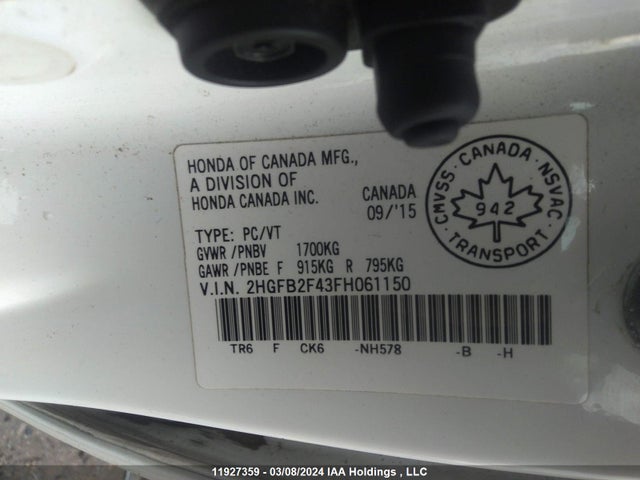 HONDA OF CANADA MFG.,
A DIVISION OF
HONDA CANADA INC.
CANADA
09/'15
TYPE: PC/VT
GVWR /PNBV 1700KG
GAWR /PNBE F 915KG R 795KG
V.I.N. 2HGFB2F43FH061150
TR6 F CK6 -NH578 -B -H
CMVSS · CANADA · NSVAC
942
TRANSPORT
11927359 - 03/08/2024 IAA Holdings , LLC